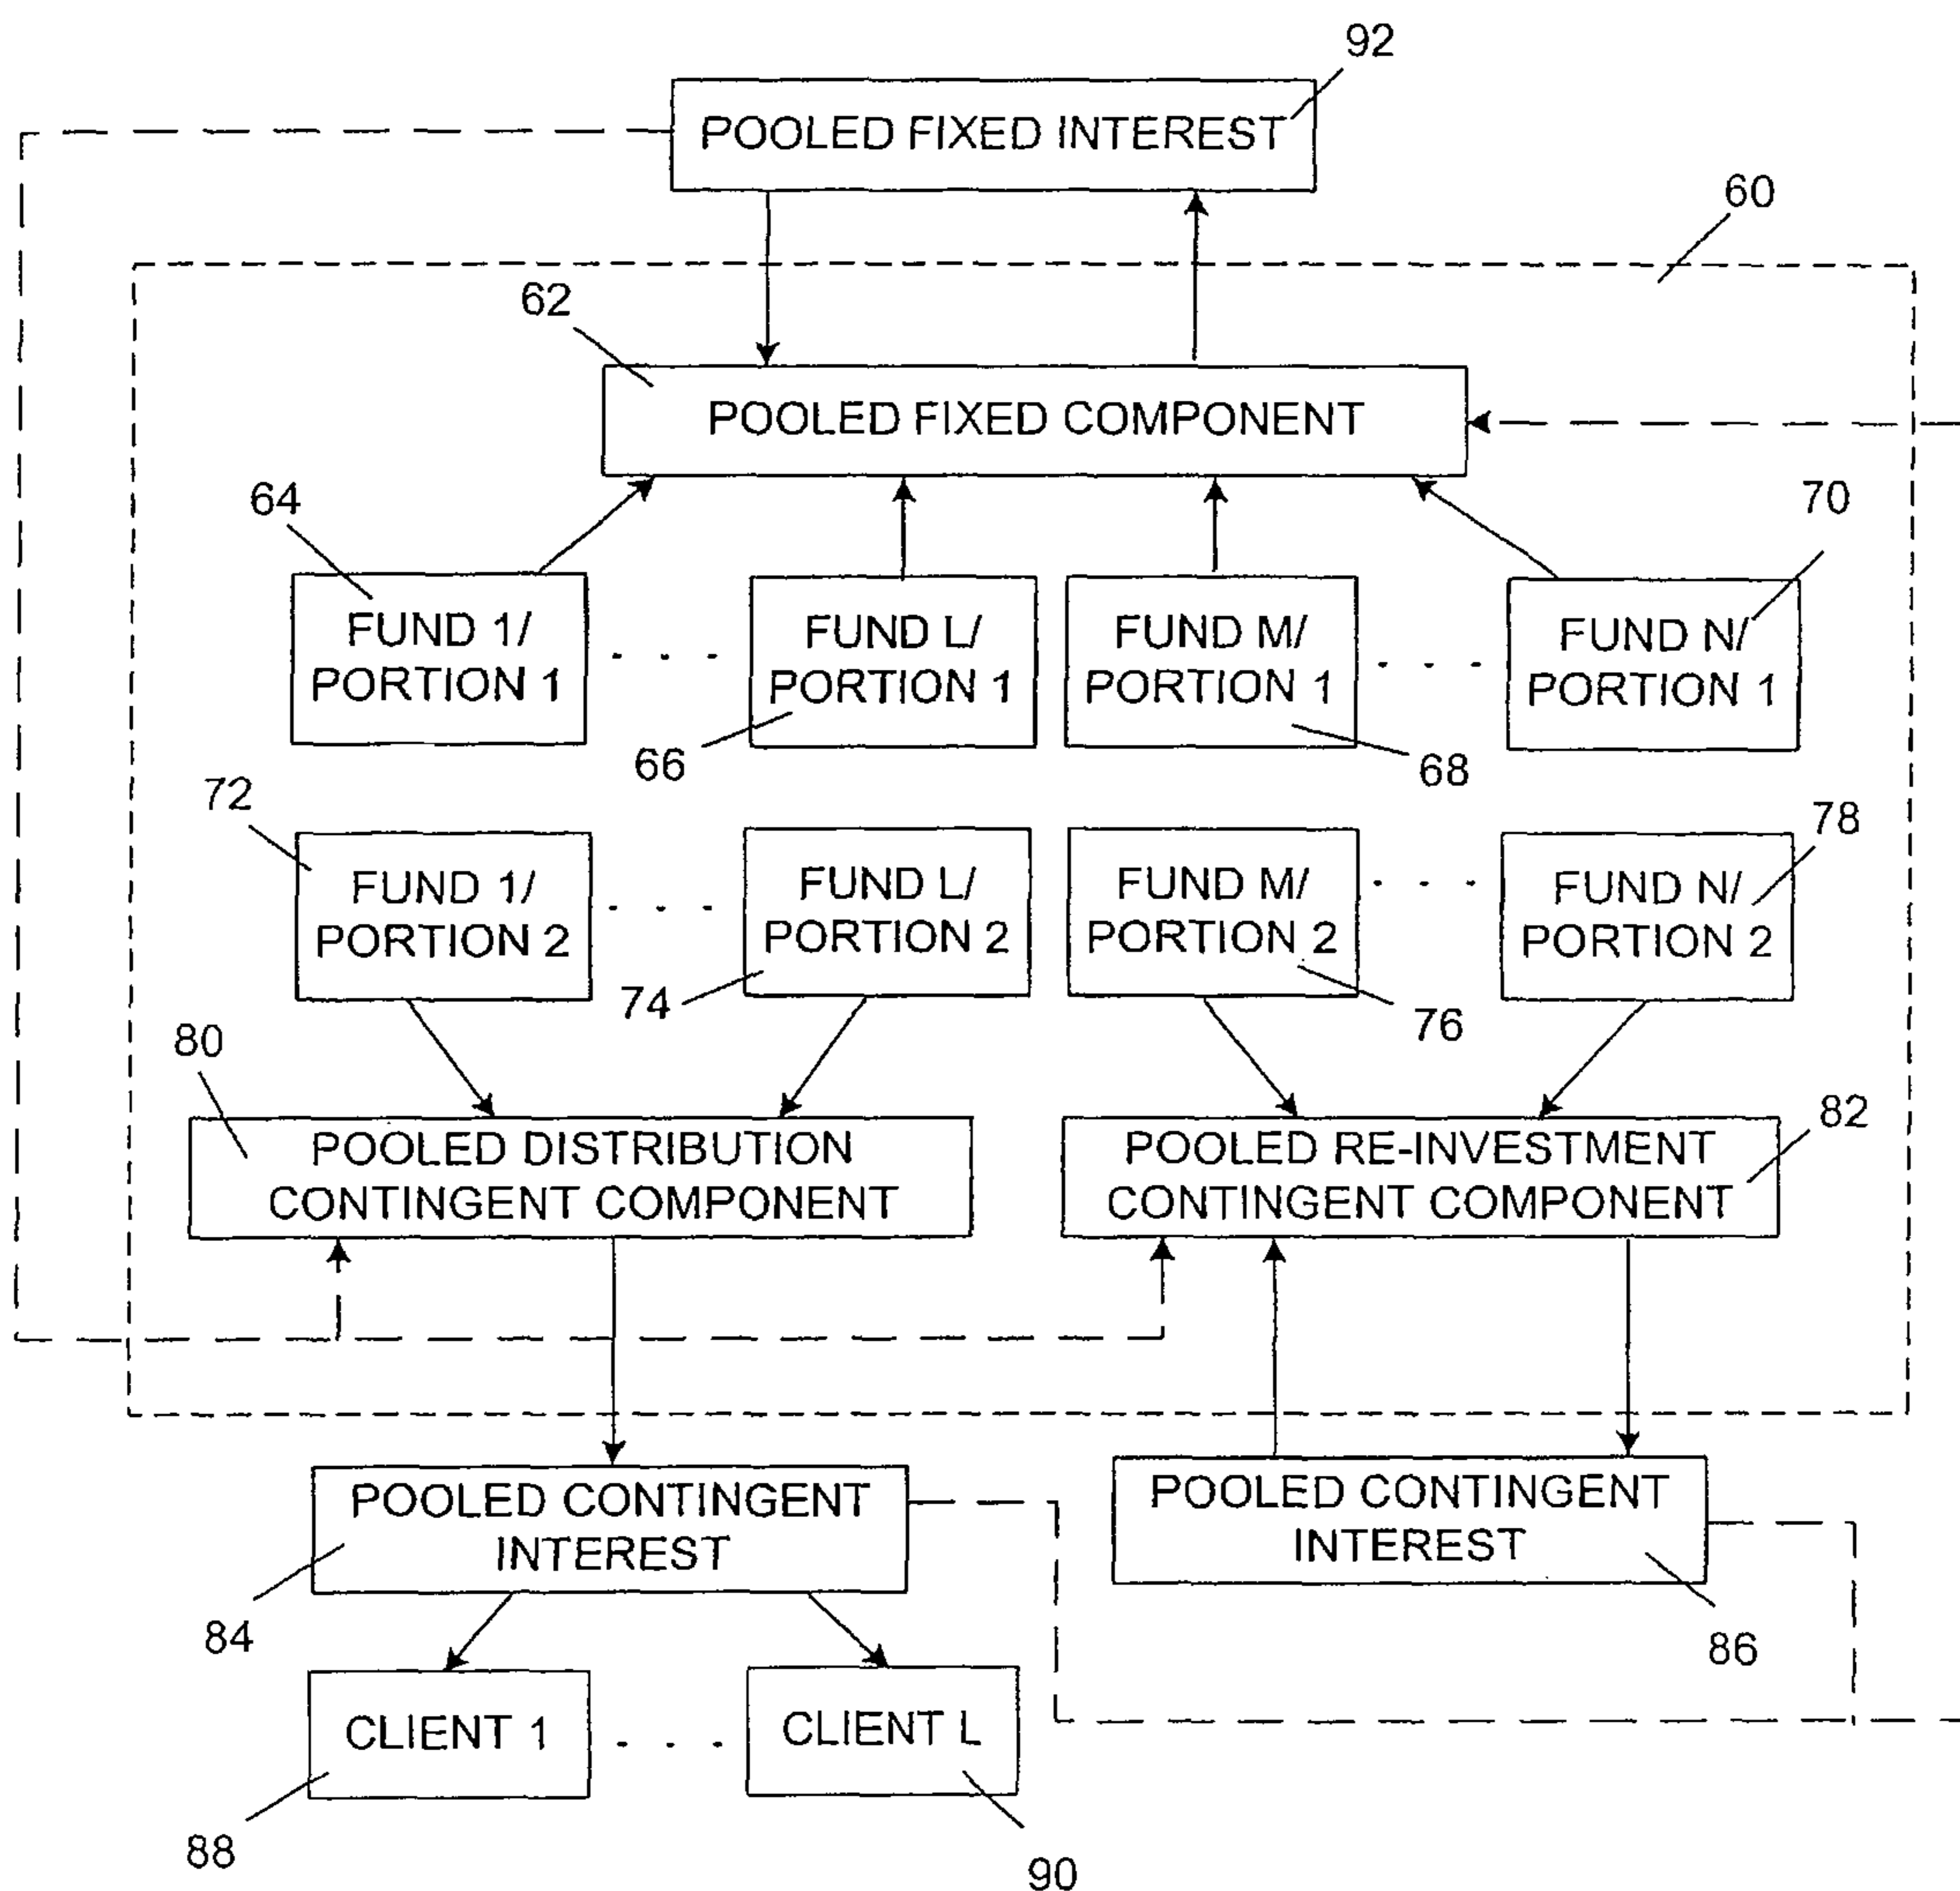 92
POOLED FIXED INTEREST
60
62
POOLED FIXED COMPONENT
64
70
FUND 1/
PORTION 1
. . .
FUND L/
PORTION 1
FUND M/
PORTION 1
. . .
FUND N/
PORTION 1
66
68
72
78
FUND 1/
PORTION 2
. . .
FUND L/
PORTION 2
FUND M/
PORTION 2
. . .
FUND N/
PORTION 2
74
76
80
82
POOLED DISTRIBUTION
CONTINGENT COMPONENT
POOLED RE-INVESTMENT
CONTINGENT COMPONENT
POOLED CONTINGENT
INTEREST
POOLED CONTINGENT
INTEREST
84
86
CLIENT 1
. . .
CLIENT L
88
90